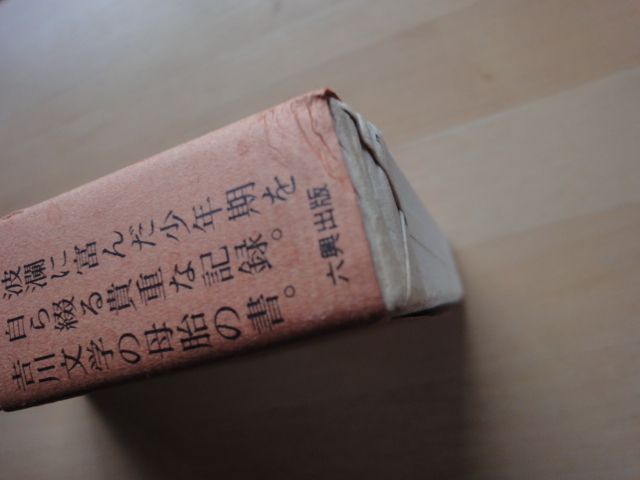 波瀾に富んだ少年期を
自ら綴る貴重な記録。
吉川文学の母胎の書。
六興出版